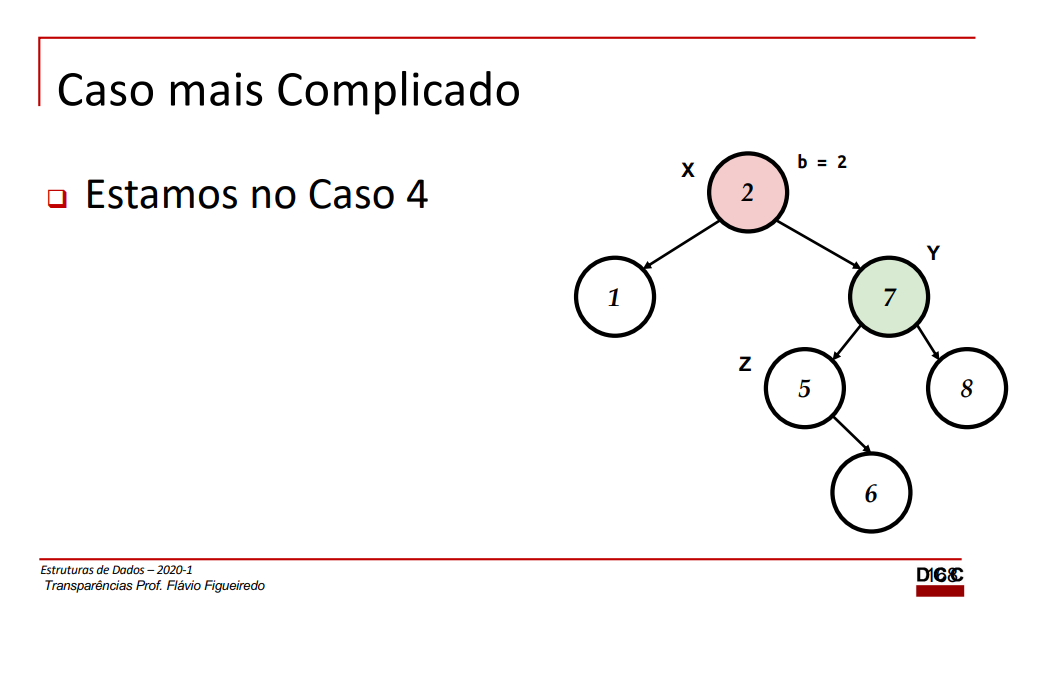 Caso mais Complicado
Estamos no Caso 4
X
b = 2
2
Y
1
7
Z
5
8
6
Estruturas de Dados – 2020-1
Transparências Prof. Flávio Figueiredo
DCC